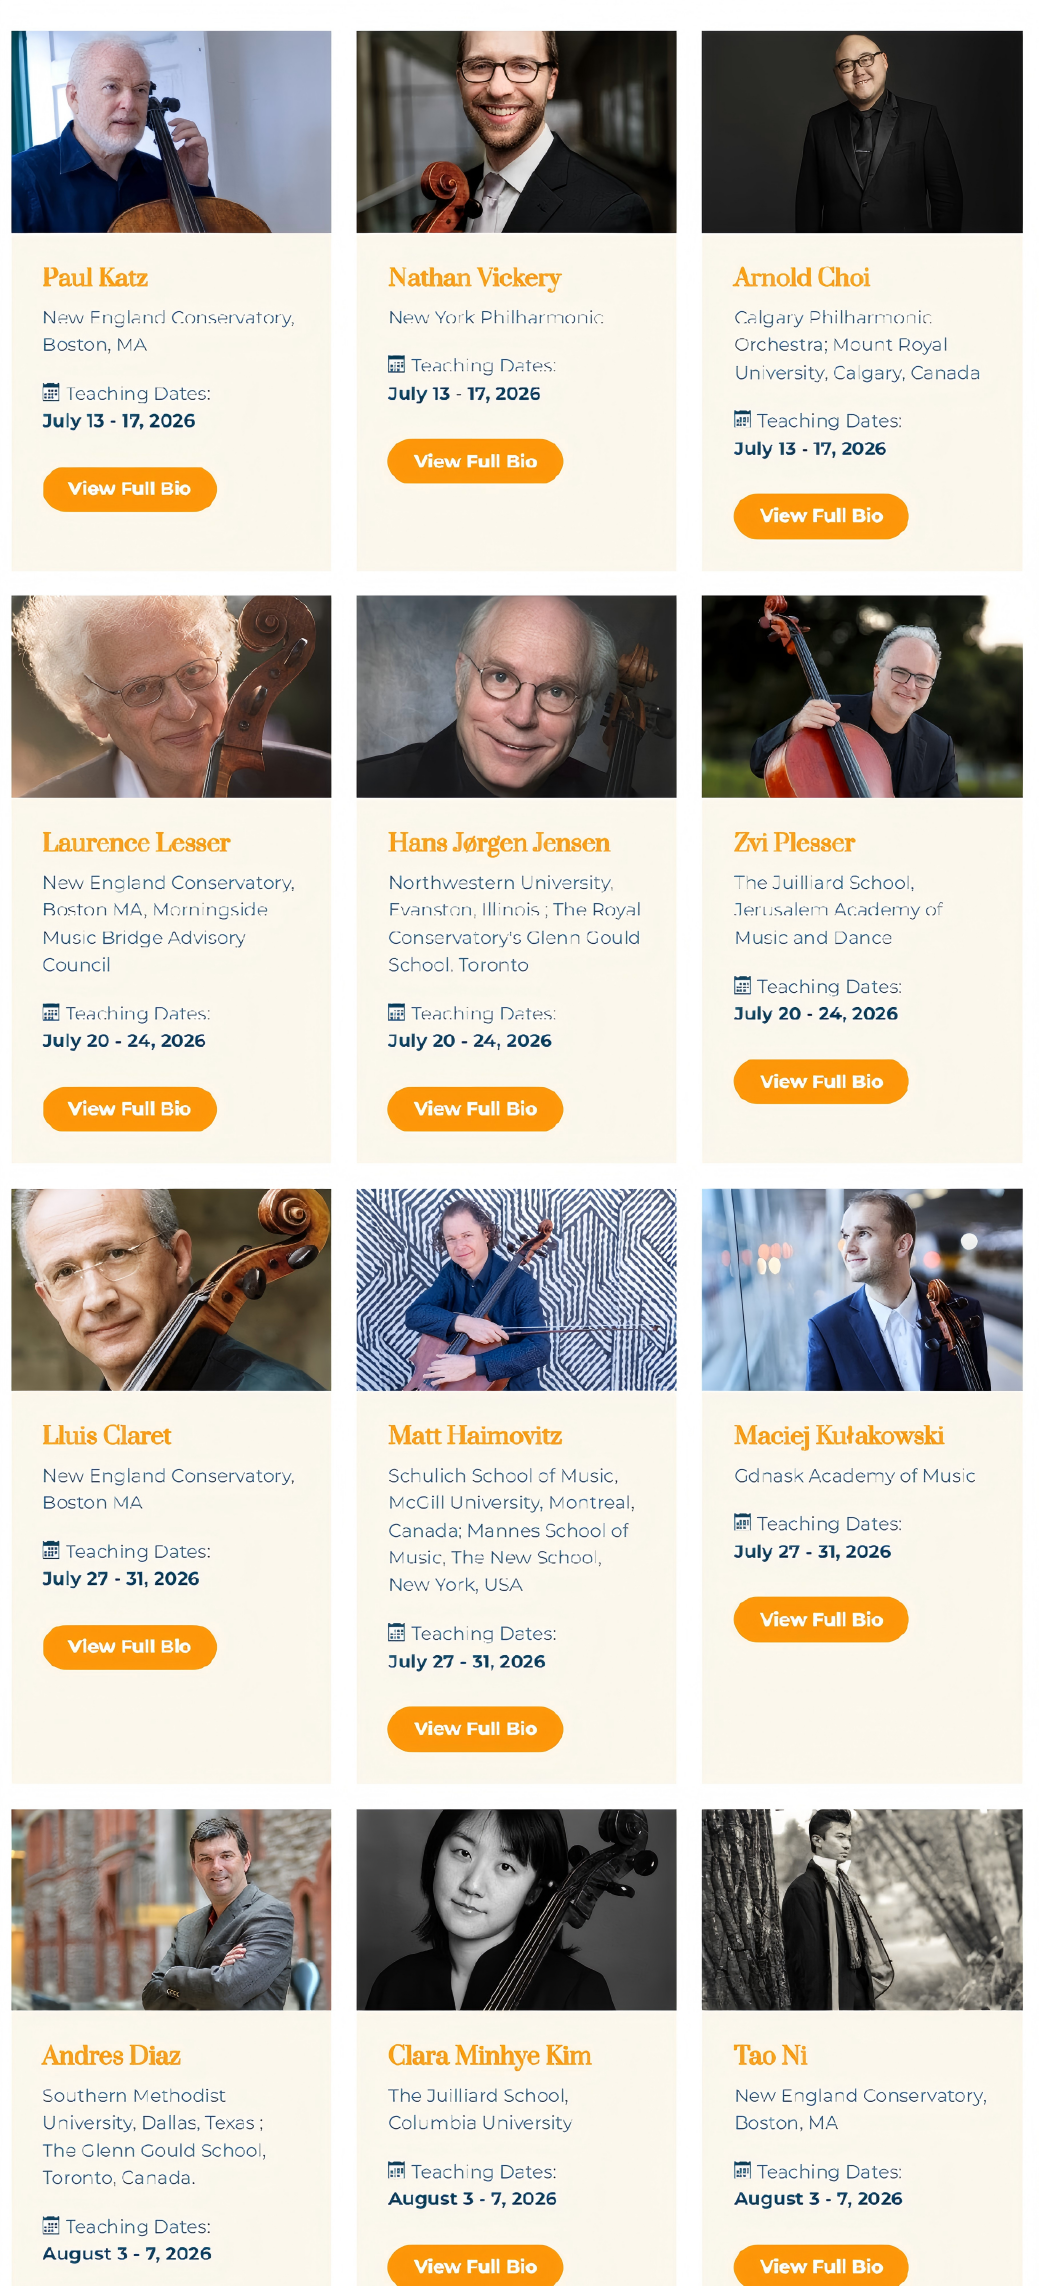 Paul Katz
New England Conservatory,
Boston, MA
Teaching Dates:
July 13 - 17, 2026
View Full Bio
Nathan Vickery
New York Philharmonic
Teaching Dates:
July 13 - 17, 2026
View Full Bio
Arnold Choi
Calgary Philharmonic
Orchestra; Mount Royal
University, Calgary, Canada
Teaching Dates:
July 13 - 17, 2026
View Full Bio
Laurence Lesser
New England Conservatory,
Boston MA, Morningside
Music Bridge Advisory
Council
Teaching Dates:
July 20 - 24, 2026
View Full Bio
Hans Jørgen Jensen
Northwestern University,
Evanston, Illinois ; The Royal
Conservatory's Glenn Gould
School, Toronto
Teaching Dates:
July 20 - 24, 2026
View Full Bio
Zvi Plesser
The Juilliard School,
Jerusalem Academy of
Music and Dance
Teaching Dates:
July 20 - 24, 2026
View Full Bio
Lluis Claret
New England Conservatory,
Boston MA
Teaching Dates:
July 27 - 31, 2026
View Full Bio
Matt Haimovitz
Schulich School of Music,
McGill University, Montreal,
Canada; Mannes School of
Music, The New School,
New York, USA
Teaching Dates:
July 27 - 31, 2026
View Full Bio
Maciej Kułakowski
Gdnask Academy of Music
Teaching Dates:
July 27 - 31, 2026
View Full Bio
Andres Diaz
Southern Methodist
University, Dallas, Texas ;
The Glenn Gould School,
Toronto, Canada.
Teaching Dates:
August 3 - 7, 2026
Clara Minhye Kim
The Juilliard School,
Columbia University
Teaching Dates:
August 3 - 7, 2026
View Full Bio
Tao Ni
New England Conservatory,
Boston, MA
Teaching Dates:
August 3 - 7, 2026
View Full Bio